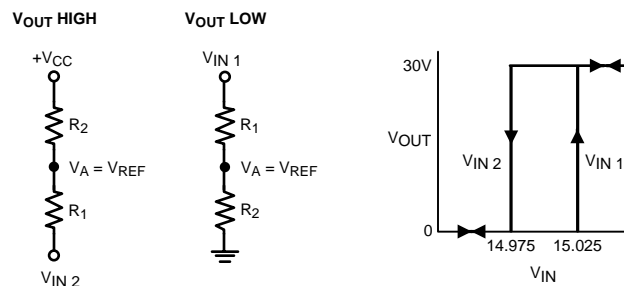 VOUT HIGH
+VCC
R2
VA = VREF
R1
VIN 2
VOUT LOW
VIN 1
R1
VA = VREF
R2
30V
VOUT
VIN 2
VIN 1
0
14.975 15.025
VIN